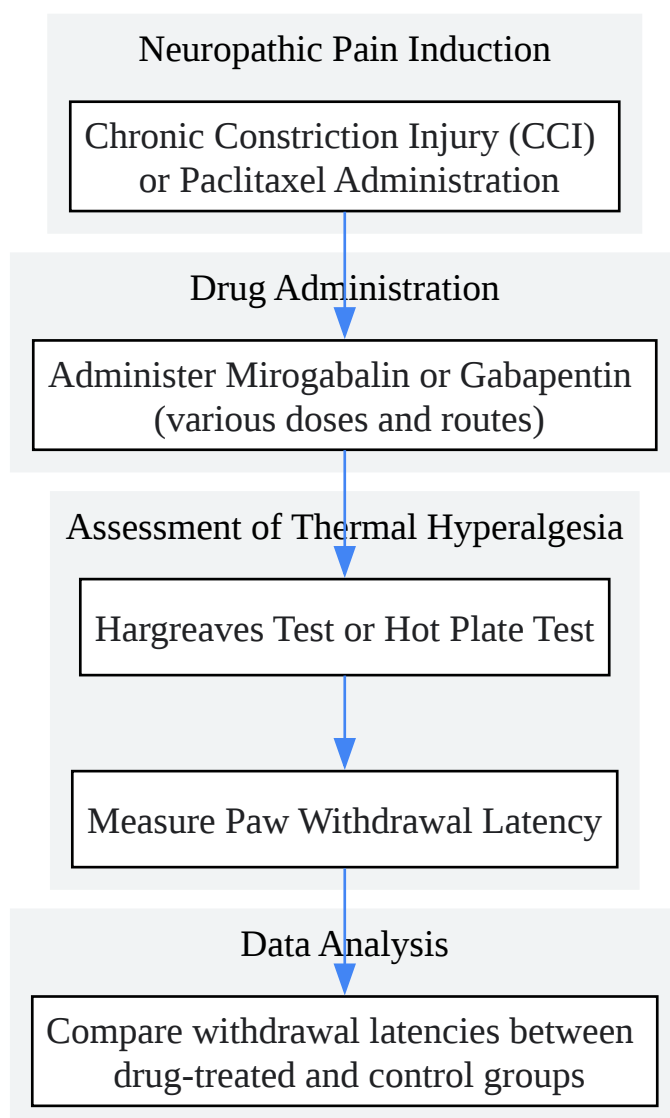 Neuropathic Pain Induction
Chronic Constriction Injury (CCI)
or Paclitaxel Administration
Drug Administration
Administer Mirogabalin or Gabapentin
(various doses and routes)
Assessment of Thermal Hyperalgesia
Hargreaves Test or Hot Plate Test
Measure Paw Withdrawal Latency
Data Analysis
Compare withdrawal latencies between
drug-treated and control groups